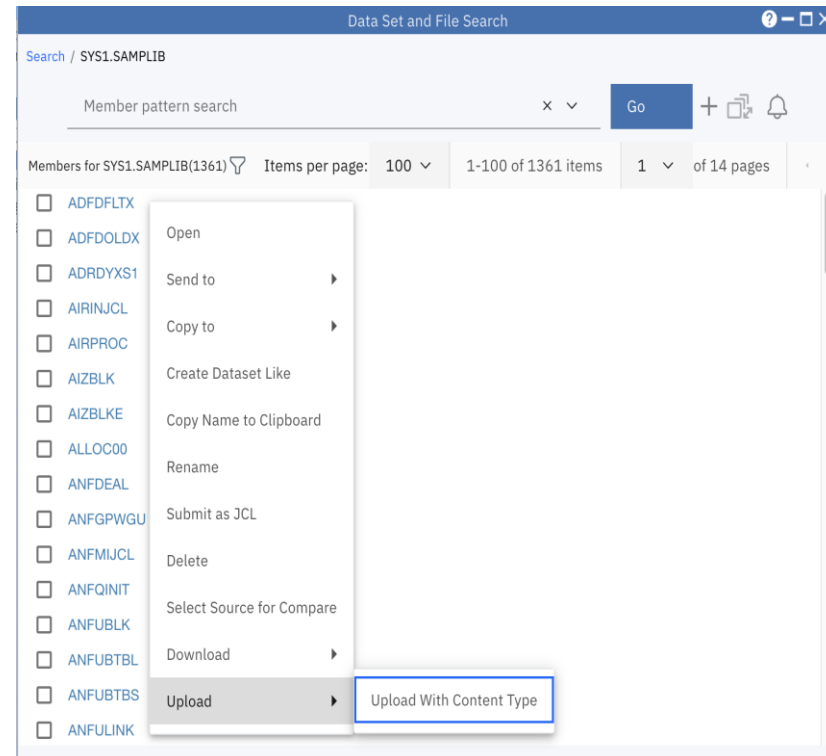 Data Set and File Search
Search / SYS1.SAMPLIB
Member pattern search
Go
Members for SYS1.SAMPLIB(1361) Items per page: 100 1-100 of 1361 items 1 of 14 pages
ADFDFLTX
ADFDOLDX
ADRDYXS1
AIRINJCL
AIRPROC
AIZBLK
AIZBLKE
ALLOC00
ANFDEAL
ANFGPWGU
ANFMIJCL
ANFQINIT
ANFUBLK
ANFUBTBL
ANFUBTBS
ANFULINK
Open
Send to
Copy to
Create Dataset Like
Copy Name to Clipboard
Rename
Submit as JCL
Delete
Select Source for Compare
Download
Upload
Upload With Content Type